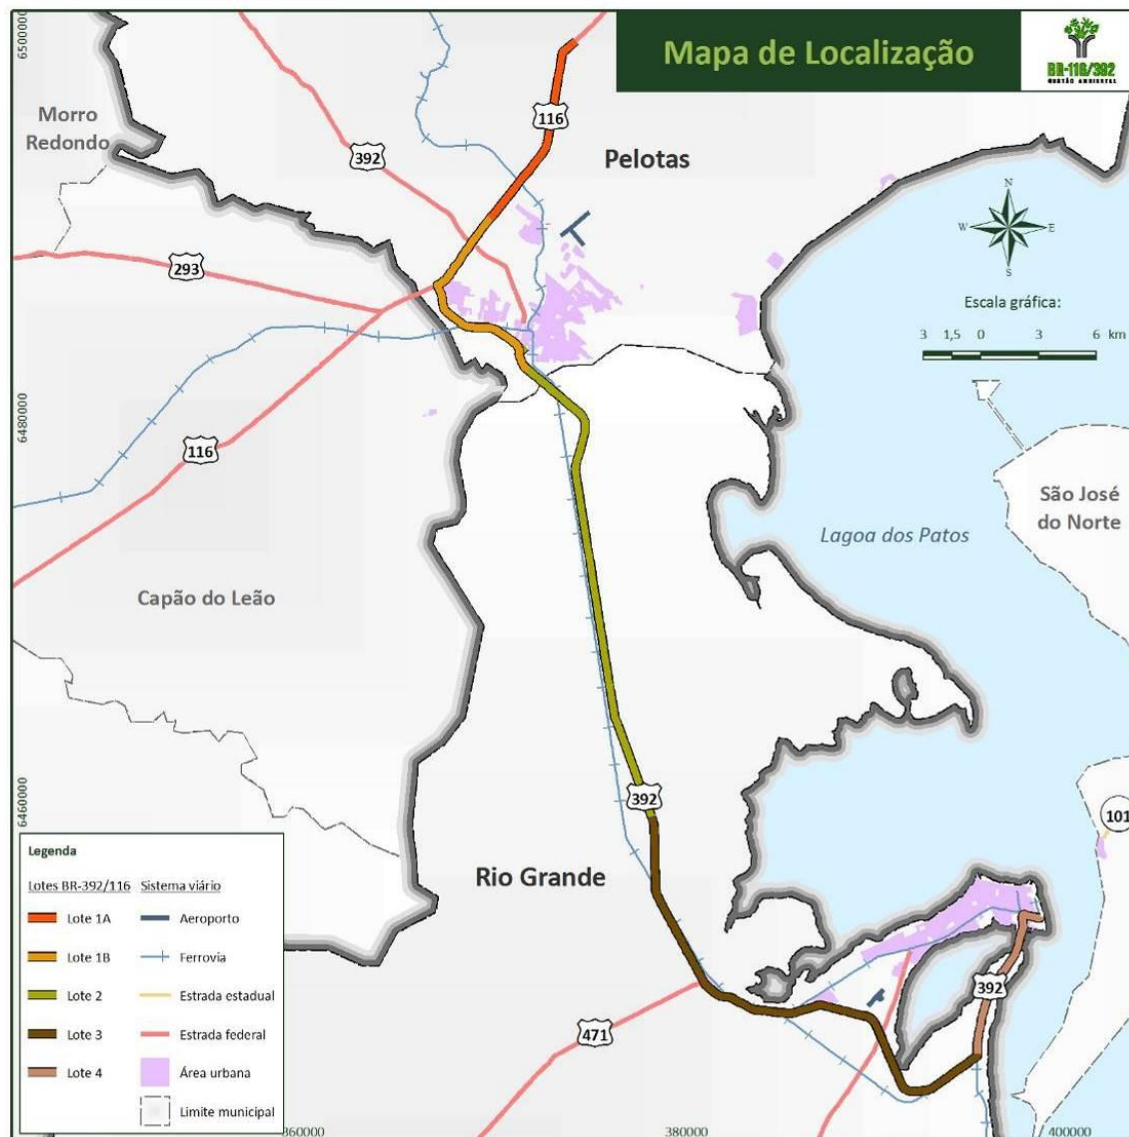 Mapa de Localização
BR-116/392
GESTÃO AMBIENTAL
6500000
Morro
Redondo
116
392
Pelotas
N
W
E
S
293
Escala gráfica:
3 1,5 0 3 6 km
6480000
116
São José
do Norte
Lagoa dos Patos
Capão do Leão
6460000
392
101
Rio Grande
392
471
Legenda
Lotes BR-392/116
Sistema viário
Lote 1A
Aeroporto
Lote 1B
Ferrovia
Lote 2
Estrada estadual
Lote 3
Estrada federal
Lote 4
Área urbana
Limite municipal
360000
380000
400000